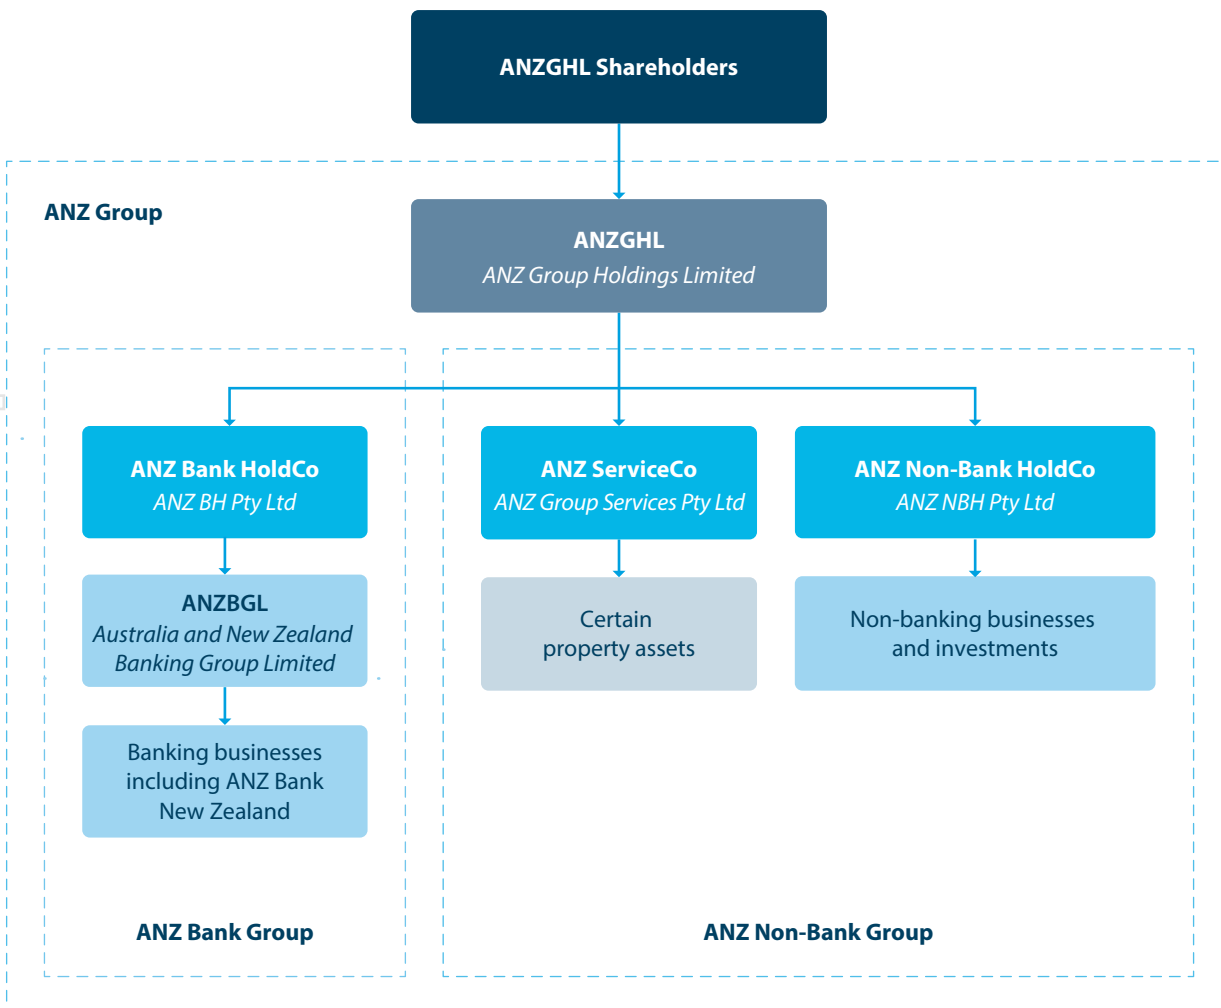 ANZGHL Shareholders
ANZ Group
ANZGHL
ANZ Group Holdings Limited
ANZ Bank HoldCo
ANZ BH Pty Ltd
ANZBGL
Australia and New Zealand
Banking Group Limited
Banking businesses
including ANZ Bank
New Zealand
ANZ Bank Group
ANZ ServiceCo
ANZ Group Services Pty Ltd
Certain
property assets
ANZ Non-Bank HoldCo
ANZ NBH Pty Ltd
Non-banking businesses
and investments
ANZ Non-Bank Group